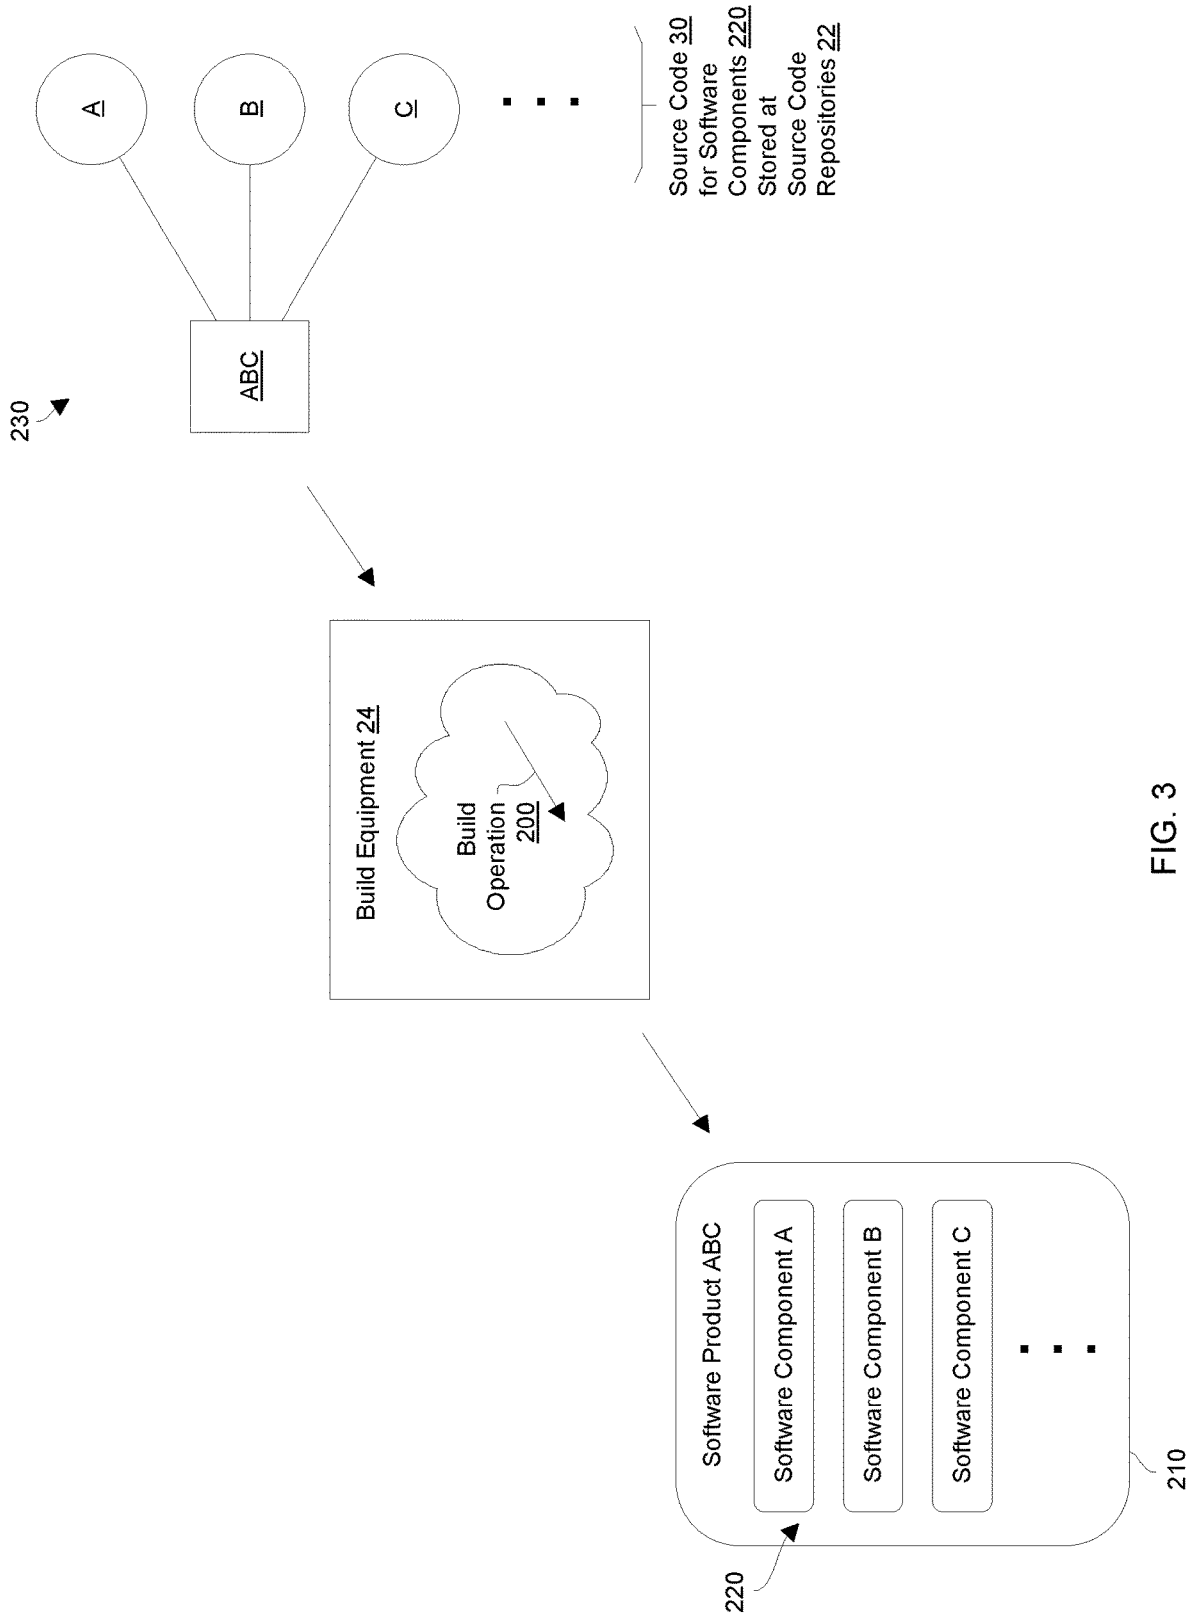 230
A
B
C
ABC
Source Code 30
for Software
Components 220
Stored at
Source Code
Repositories 22
Build Equipment 24
Build
Operation
200
Software Product ABC
Software Component A
Software Component B
Software Component C
220
210
FIG. 3